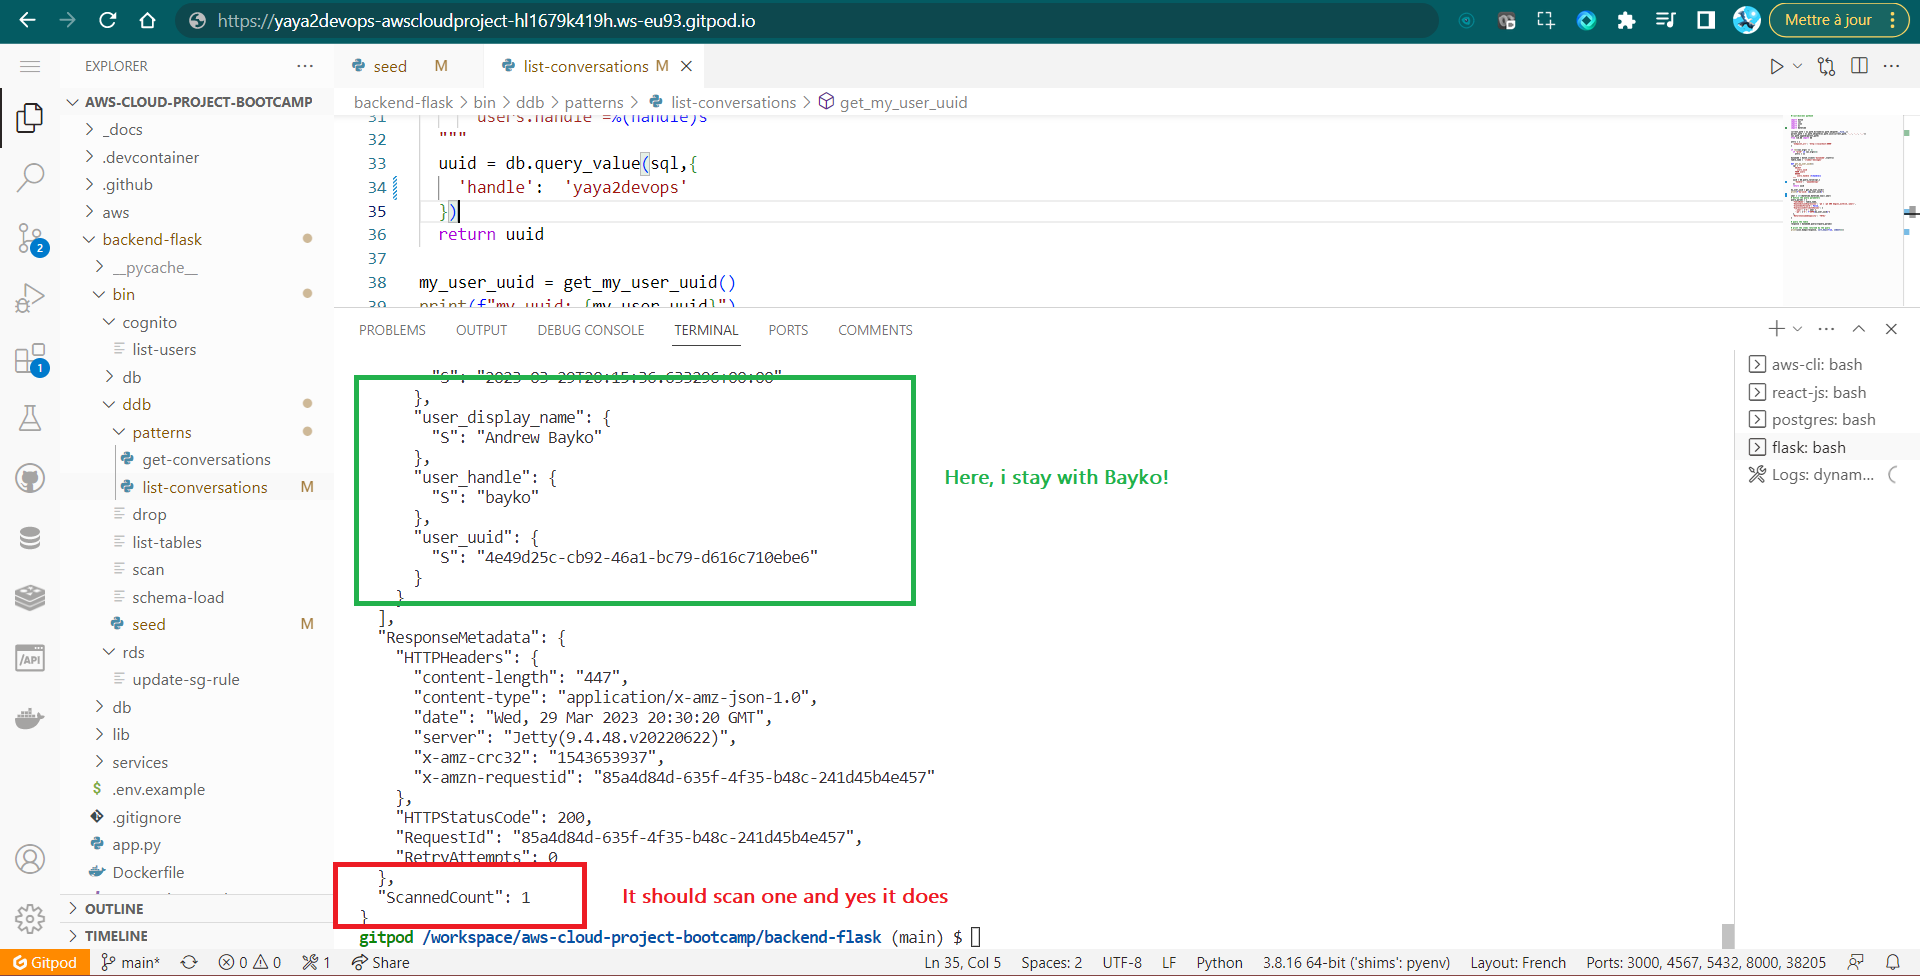 https://yaya2devops-awscloudproject-hl1679k419h.ws-eu93.gitpod.io
Mettre à jour
EXPLORER
AWS-CLOUD-PROJECT-BOOTCAMP
_docs
.devcontainer
.github
aws
backend-flask
__pycache__
bin
cognito
list-users
db
ddb
patterns
get-conversations
list-conversations M
drop
list-tables
scan
schema-load
seed M
rds
update-sg-rule
db
lib
services
.env.example
.gitignore
app.py
Dockerfile
OUTLINE
TIMELINE
2
1
/API
seed M
list-conversations M
backend-flask > bin > ddb > patterns > list-conversations > get_my_user_uuid
31 users.handle =%(handle)s
32 """
33 uuid = db.query_value(sql,{
34 'handle': 'yaya2devops'
35 })
36 return uuid
37
38 my_user_uuid = get_my_user_uuid()
39 print(f"my uuid: {my_user_uuid}")
PROBLEMS OUTPUT DEBUG CONSOLE TERMINAL PORTS COMMENTS
"S": "2023-03-29T20:15:36.633296+00:00"
},
"user_display_name": {
"S": "Andrew Bayko"
},
"user_handle": {
"S": "bayko"
},
"user_uuid": {
"S": "4e49d25c-cb92-46a1-bc79-d616c710ebe6"
}
}
],
"ResponseMetadata": {
"HTTPHeaders": {
"content-length": "447",
"content-type": "application/x-amz-json-1.0",
"date": "Wed, 29 Mar 2023 20:30:20 GMT",
"server": "Jetty(9.4.48.v20220622)",
"x-amz-crc32": "1543653937",
"x-amzn-requestid": "85a4d84d-635f-4f35-b48c-241d45b4e457"
},
"HTTPStatusCode": 200,
"RequestId": "85a4d84d-635f-4f35-b48c-241d45b4e457",
"RetryAttempts": 0
},
"ScannedCount": 1
}
gitpod /workspace/aws-cloud-project-bootcamp/backend-flask (main) $
Here, i stay with Bayko!
It should scan one and yes it does
aws-cli: bash
react-js: bash
postgres: bash
flask: bash
Logs: dynam...
Gitpod main* 0 0 1 Share Ln 35, Col 5 Spaces: 2 UTF-8 LF Python 3.8.16 64-bit ('shims': pyenv) Layout: French Ports: 3000, 4567, 5432, 8000, 38205